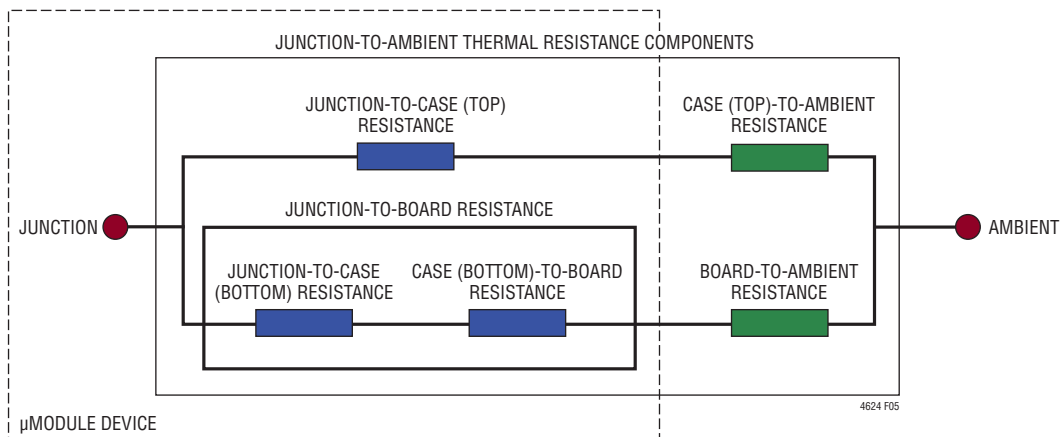 JUNCTION-TO-AMBIENT THERMAL RESISTANCE COMPONENTS
JUNCTION-TO-CASE (TOP)
RESISTANCE
CASE (TOP)-TO-AMBIENT
RESISTANCE
JUNCTION
JUNCTION-TO-BOARD RESISTANCE
AMBIENT
JUNCTION-TO-CASE
(BOTTOM) RESISTANCE
CASE (BOTTOM)-TO-BOARD
RESISTANCE
BOARD-TO-AMBIENT
RESISTANCE
4624 F05
µMODULE DEVICE